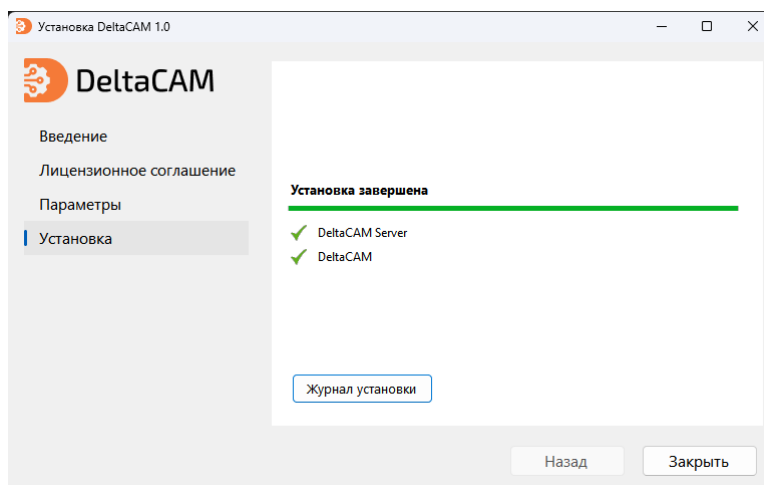 Установка DeltaCAM 1.0
DeltaCAM
Введение
Лицензионное соглашение
Параметры
Установка
Установка завершена
DeltaCAM Server
DeltaCAM
Журнал установки
Назад
Закрыть